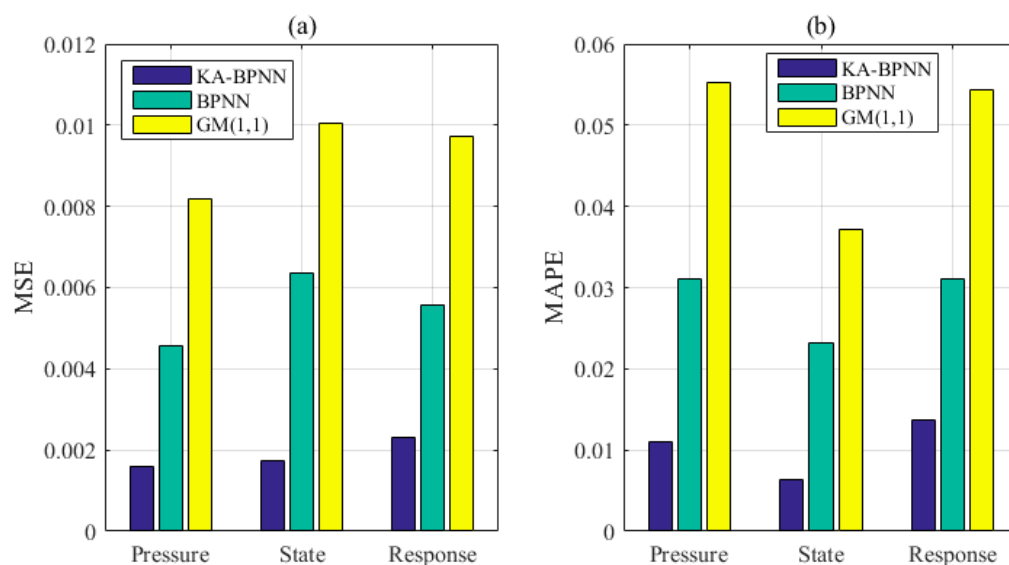 (a)
0.012
0.01
0.008
0.006
0.004
0.002
0
MSE
KA-BPNN
BPNN
GM(1,1)
Pressure State Response
(b)
0.06
0.05
0.04
0.03
0.02
0.01
0
MAPE
KA-BPNN
BPNN
GM(1,1)
Pressure State Response